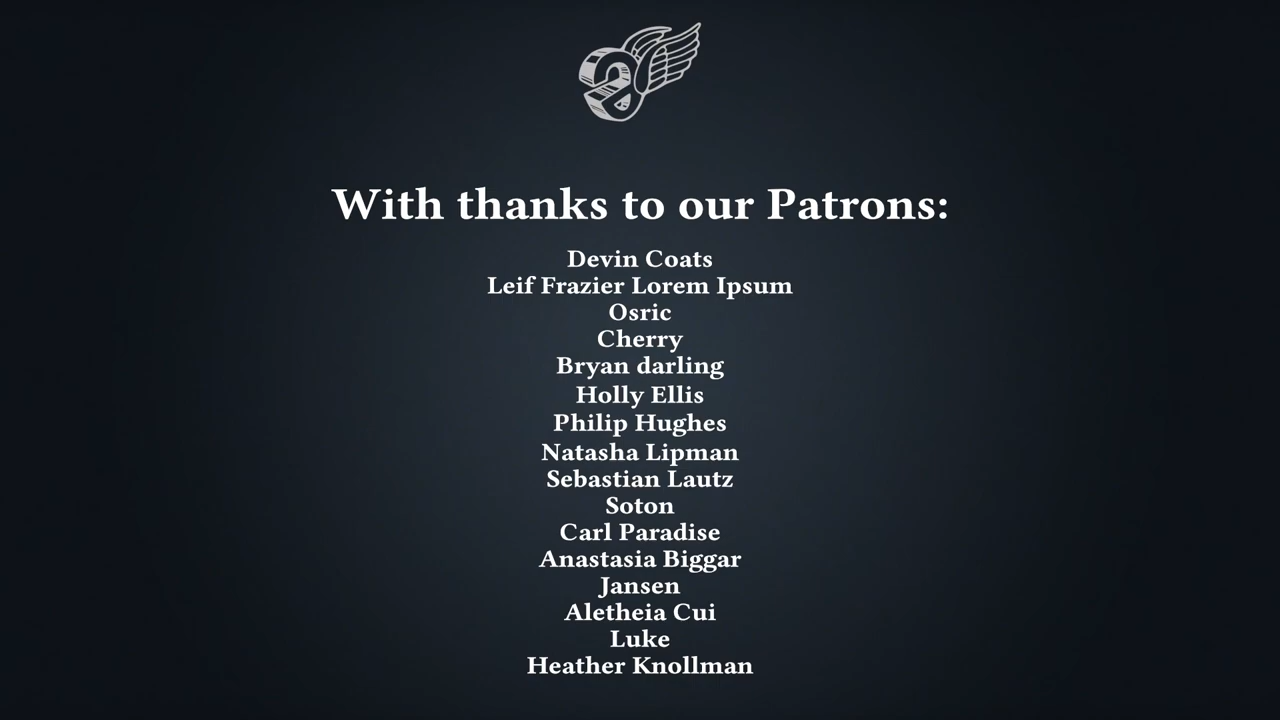 With thanks to our Patrons:
Devin Coats
Leif Frazier Lorem Ipsum
Osric
Cherry
Bryan darling
Holly Ellis
Philip Hughes
Natasha Lipman
Sebastian Lautz
Soton
Carl Paradise
Anastasia Biggar
Jansen
Aletheia Cui
Luke
Heather Knollman